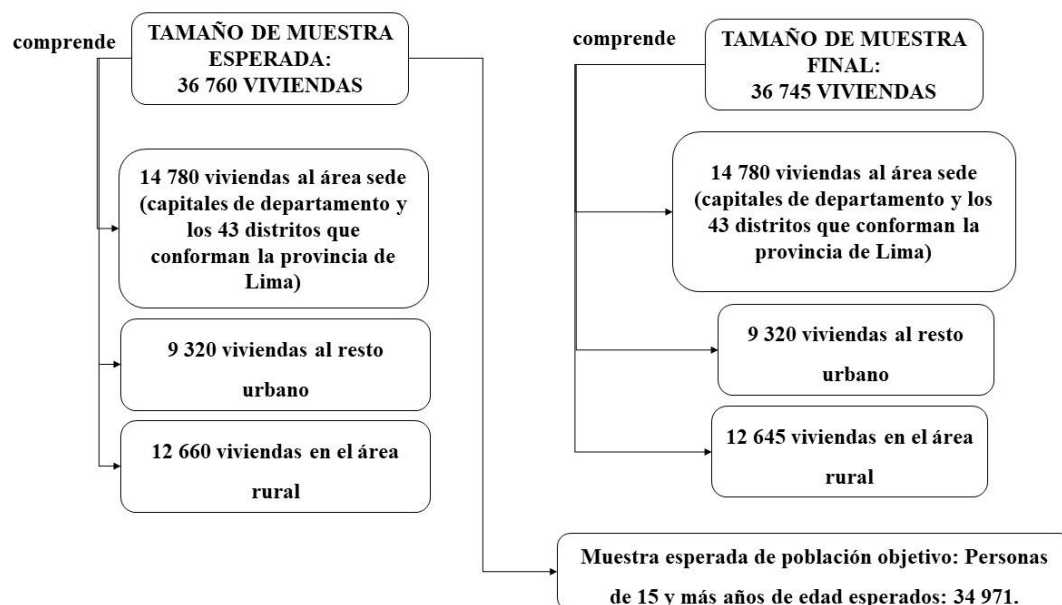 comprende
TAMAÑO DE MUESTRA
ESPERADA:
36 760 VIVIENDAS
14 780 viviendas al área sede
(capitales de departamento y
los 43 distritos que
conforman la provincia de
Lima)
9 320 viviendas al resto
urbano
12 660 viviendas en el área
rural
comprende
TAMAÑO DE MUESTRA
FINAL:
36 745 VIVIENDAS
14 780 viviendas al área sede
(capitales de departamento y los
43 distritos que conforman la
provincia de Lima)
9 320 viviendas al resto
urbano
12 645 viviendas en el área
rural
Muestra esperada de población objetivo: Personas
de 15 y más años de edad esperados: 34 971.